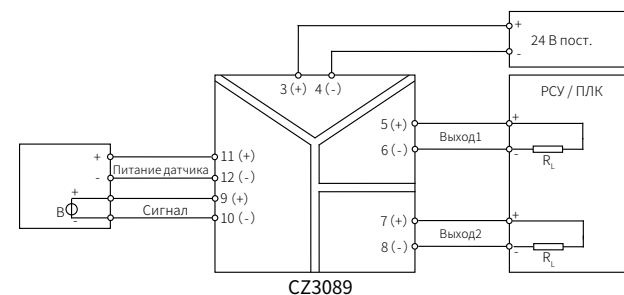 +
24 В пост.
-
3 (+) 4 (-)
РСУ / ПЛК
5 (+)
Выход1
+
6 (-)
-
R_L
+
11 (+)
Питание датчика
-
12 (-)
+
9 (+)
В
Сигнал
-
10 (-)
7 (+)
Выход2
+
8 (-)
-
R_L
CZ3089